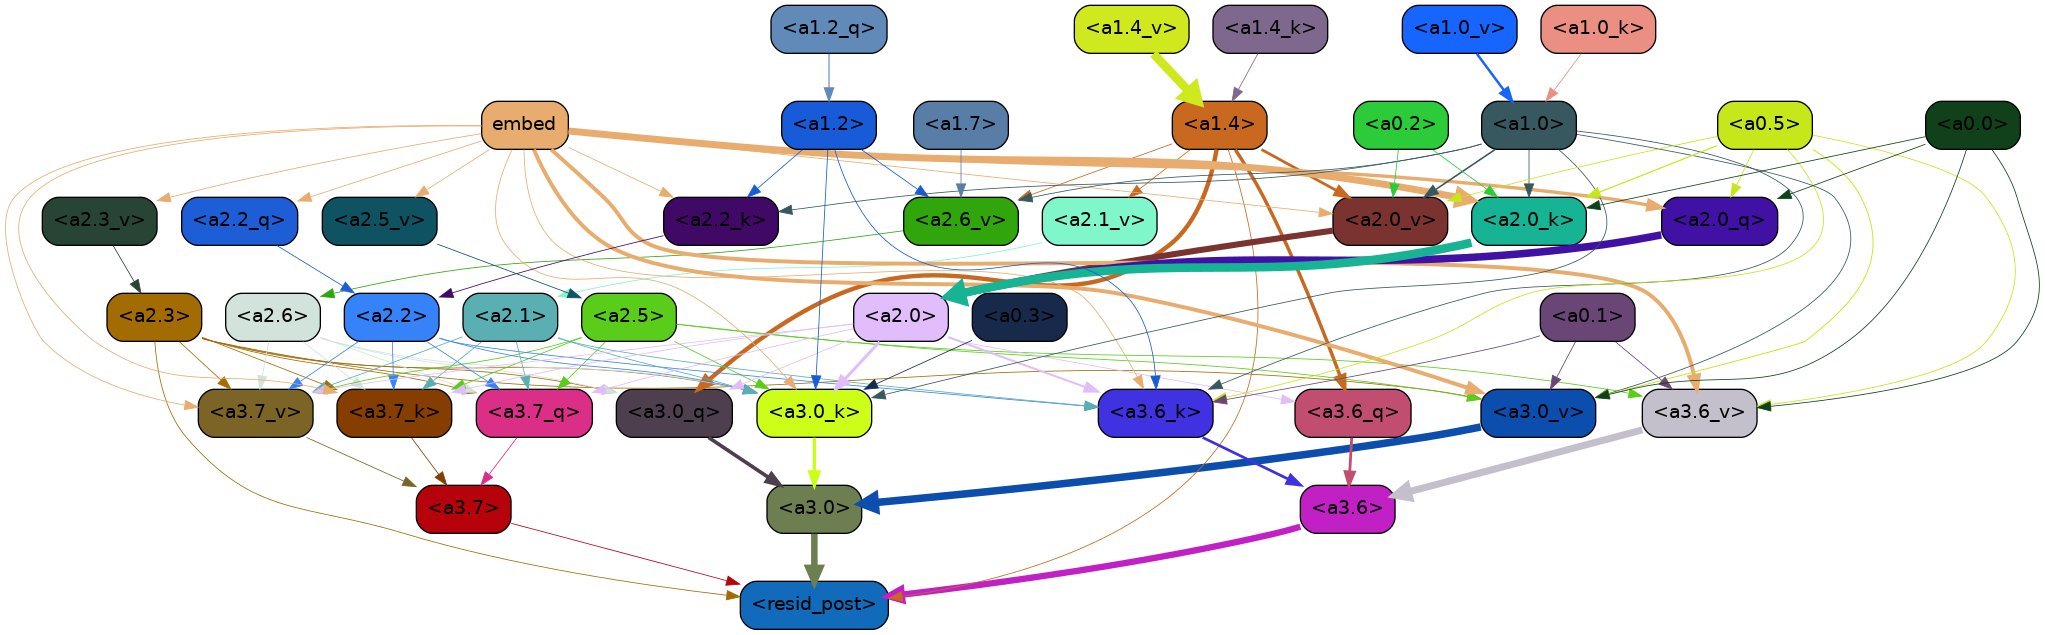 <a1.2_q>
<a1.4_v>
<a1.4_k>
<a1.0_v>
<a1.0_k>
embed
<a1.2>
<a1.7>
<a1.4>
<a0.2>
<a1.0>
<a0.5>
<a0.0>
<a2.3_v>
<a2.2_q>
<a2.5_v>
<a2.2_k>
<a2.6_v>
<a2.1_v>
<a2.0_v>
<a2.0_k>
<a2.0_q>
<a2.3>
<a2.6>
<a2.2>
<a2.1>
<a2.5>
<a2.0>
<a0.3>
<a0.1>
<a3.7_v>
<a3.7_k>
<a3.7_q>
<a3.0_q>
<a3.0_k>
<a3.6_k>
<a3.6_q>
<a3.0_v>
<a3.6_v>
<a3.7>
<a3.0>
<a3.6>
<resid_post>